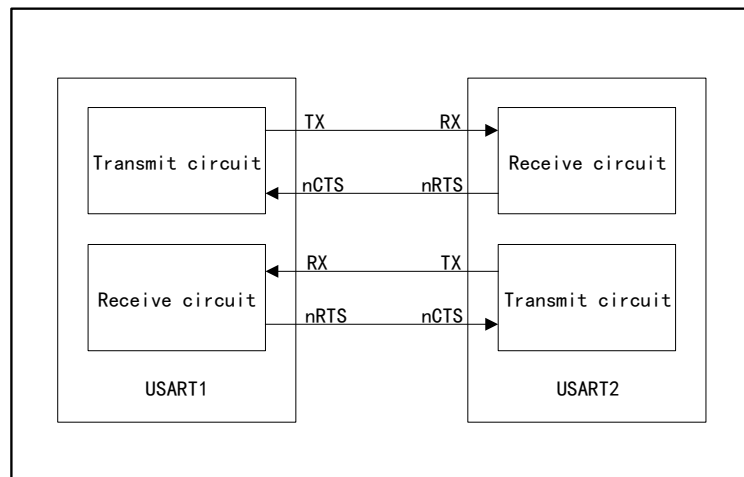 TX RX
Transmit circuit Receive circuit
nCTS nRTS
RX TX
Receive circuit Transmit circuit
nRTS nCTS
USART1 USART2